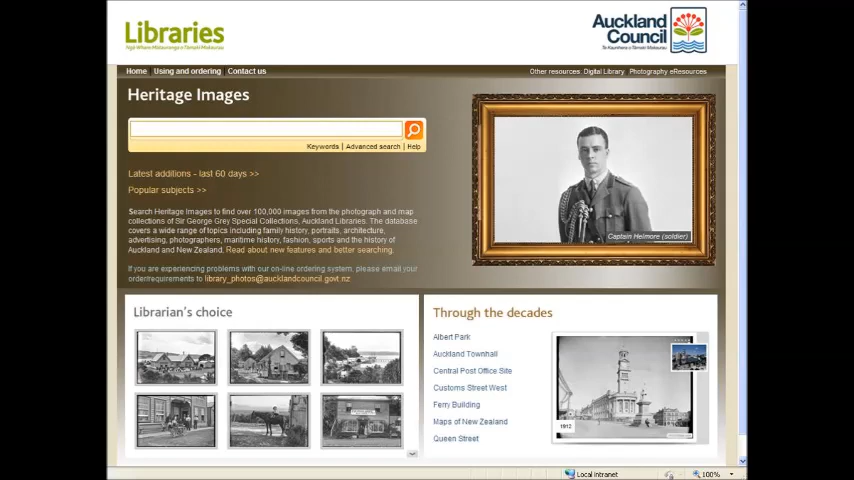 Libraries
Auckland
Council
Te Kaunihera o Tāmaki Makaurau
Home | Using and ordering | Contact us
Other resources: Digital Library | Photography eResources
Heritage Images
Keywords | Advanced search | Help
Latest additions - last 60 days >>
Popular subjects >>
Search Heritage Images to find over 100,000 images from the photograph and map
collections of Sir George Grey Special Collections, Auckland Libraries. The database
covers a wide range of topics including family history, portraits, architecture,
advertising, photographers, maritime history, fashion, sports and the history of
Auckland and New Zealand. Read about new features and better searching.
If you are experiencing problems with our on-line ordering system, please email your
order/requirements to library_photos@aucklandcouncil.govt.nz
Captain Helmore (soldier)
Librarian's choice
Through the decades
Albert Park
Auckland Townhall
Central Post Office Site
Customs Street West
Ferry Building
Maps of New Zealand
Queen Street
1912
Local intranet
100%